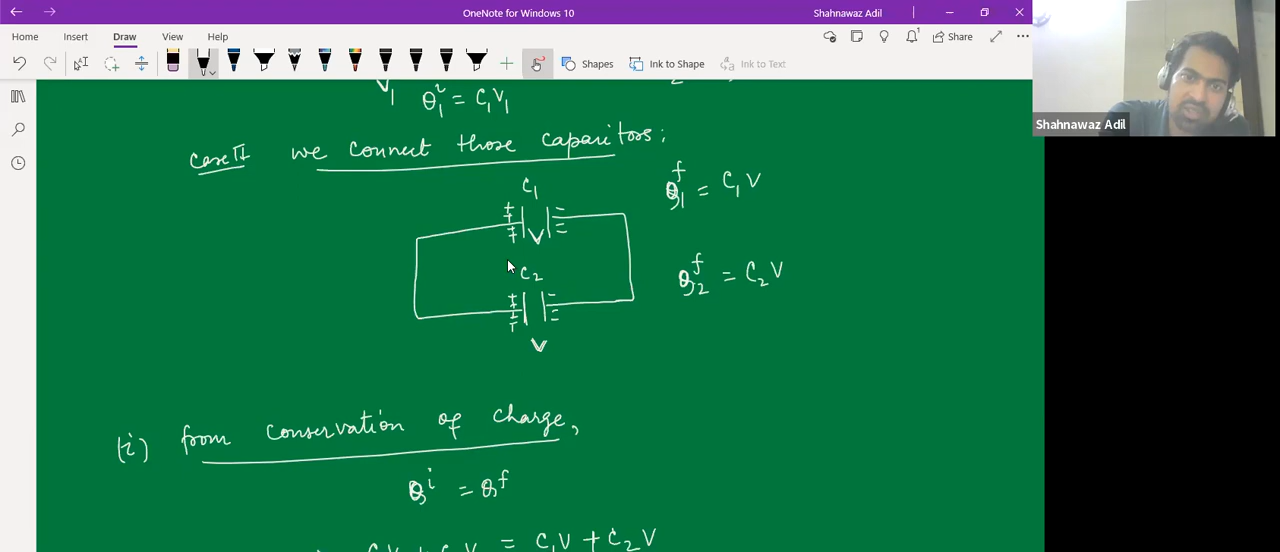 OneNote for Windows 10
Shahnawaz Adil
Home Insert Draw View Help
Share
Shapes Ink to Shape Ink to Text
Shahnawaz Adil
V₁ Q₁ⁱ = C₁V₁
Case II we connect those capacitors;
C₁
Q₁ᶠ = C₁V
V
C₂
Q₂ᶠ = C₂V
V
(i) from conservation of charge,
Qⁱ = Qᶠ
= C₁V + C₂V